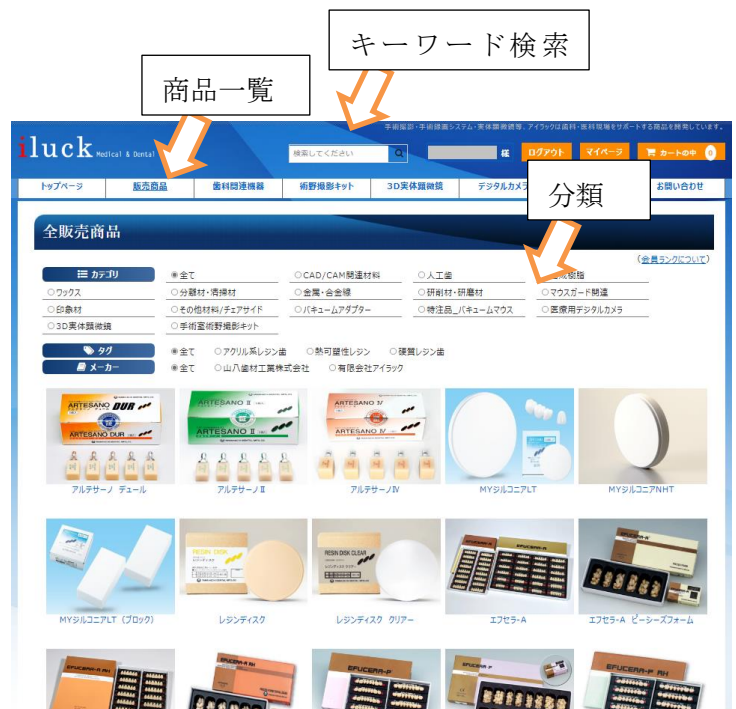 キーワード検索
商品一覧
手術撮影・手術録画システム・実体顕微鏡等、アイラックは歯科・医科現場をサポートする商品を開発しています。
iluck Medical & Dental
検索してください
様
ログアウト
マイページ
カートの中 0
トップページ
販売商品
歯科関連機器
術野撮影キット
3D実体顕微鏡
デジタルカメラ
お問い合わせ
分類
全販売商品
(会員ランクについて)
カテゴリ
全て
CAD/CAM関連材料
人工歯
樹脂
ワックス
分離材・清掃材
金属・合金線
研削材・研磨材
マウスガード関連
印象材
その他材料/チェアサイド
バキュームアダプター
特注品_バキュームマウス
医療用デジタルカメラ
3D実体顕微鏡
手術室術野撮影キット
タグ
全て
アクリル系レジン歯
熱可塑性レジン
硬質レジン歯
メーカー
全て
山八歯材工業株式会社
有限会社アイラック
ARTESANO DUR
ARTESANO DUR
ARTESANO II
ARTESANO II
ARTESANO IV
ARTESANO IV
アルテサーノ デュール
アルテサーノⅡ
アルテサーノⅣ
MYジルコニアLT
MYジルコニアNHT
RESIN DISK
RESIN DISK CLEAR
EFUCERA-A
MYジルコニアLT (ブロック)
レジンディスク
レジンディスク クリアー
エフセラ-A
エフセラ-A ピーシーズフォーム
EFUCERA-A RH
EFUCERA-A RH
EFUCERA-P
EFUCERA-P
EFUCERA-P RH